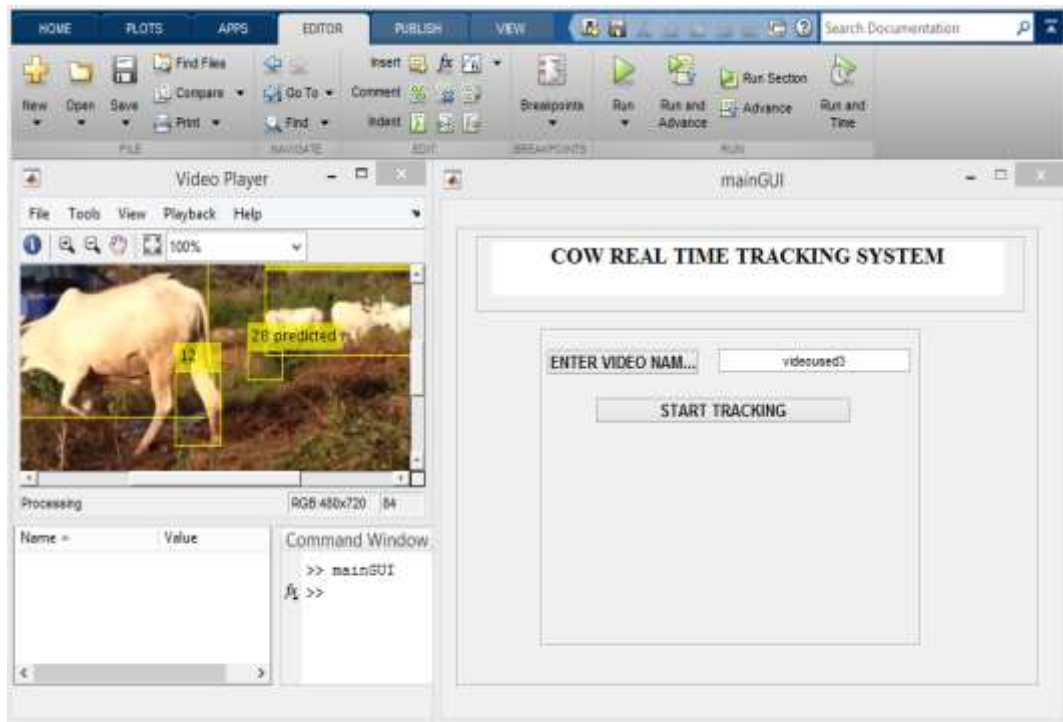 HOME PLOTS APPS EDITOR PUBLISH VIEW Search Documentation
New Open Save Find Files Compare Print Go To Find Insert Comment Indent fx Breakpoints Run Run and Advance Run Section Advance Run and Time
FILE NAVIGATE EDIT BREAKPOINTS RUN
Video Player
File Tools View Playback Help
100%
28 predicted
12
Processing RGB 480x720 84
Name Value
Command Window
>> mainGUI
fx >>
mainGUI
COW REAL TIME TRACKING SYSTEM
ENTER VIDEO NAM... videoused3
START TRACKING